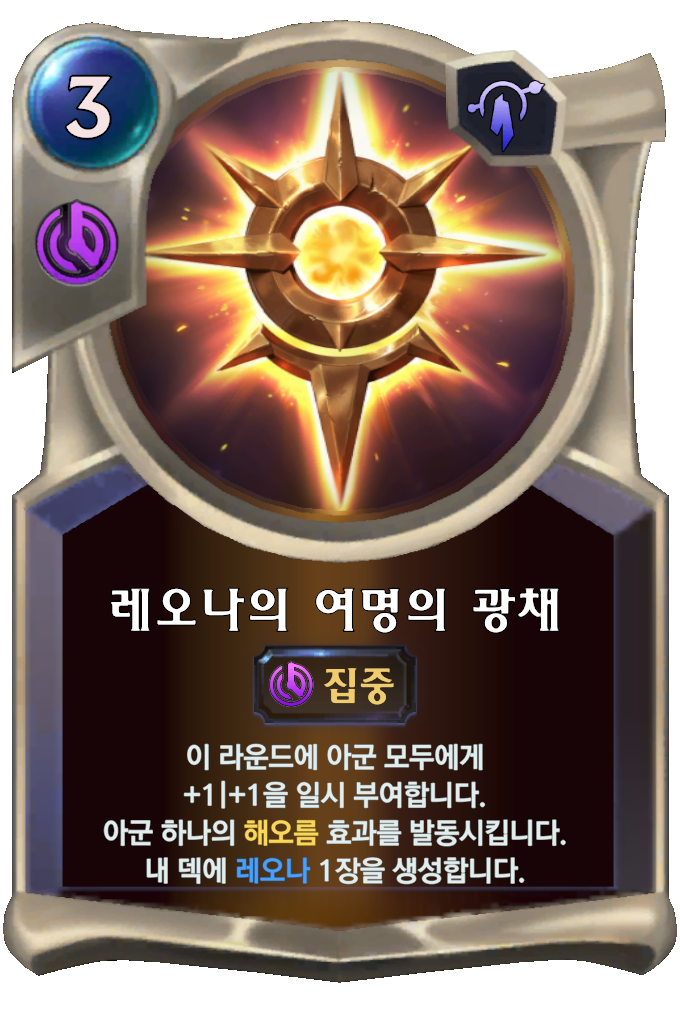 3
레오나의 여명의 광채
집중
이 라운드에 아군 모두에게
+1|+1을 일시 부여합니다.
아군 하나의 해오름 효과를 발동시킵니다.
내 덱에 레오나 1장을 생성합니다.